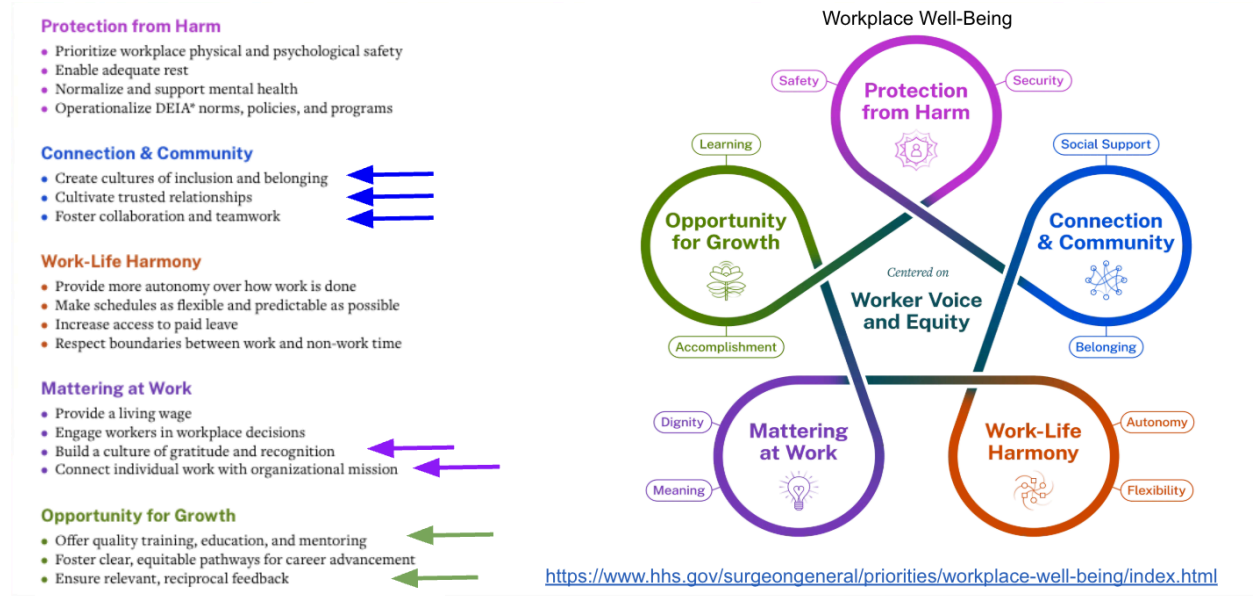 Protection from Harm
• Prioritize workplace physical and psychological safety
• Enable adequate rest
• Normalize and support mental health
• Operationalize DEIA* norms, policies, and programs
Connection & Community
• Create cultures of inclusion and belonging
• Cultivate trusted relationships
• Foster collaboration and teamwork
Work-Life Harmony
• Provide more autonomy over how work is done
• Make schedules as flexible and predictable as possible
• Increase access to paid leave
• Respect boundaries between work and non-work time
Mattering at Work
• Provide a living wage
• Engage workers in workplace decisions
• Build a culture of gratitude and recognition
• Connect individual work with organizational mission
Opportunity for Growth
• Offer quality training, education, and mentoring
• Foster clear, equitable pathways for career advancement
• Ensure relevant, reciprocal feedback
Workplace Well-Being
Safety
Security
Protection
from Harm
Learning
Social Support
Opportunity
for Growth
Connection
& Community
Centered on
Worker Voice
and Equity
Accomplishment
Belonging
Dignity
Autonomy
Mattering
at Work
Work-Life
Harmony
Meaning
Flexibility
https://www.hhs.gov/surgeongeneral/priorities/workplace-well-being/index.html